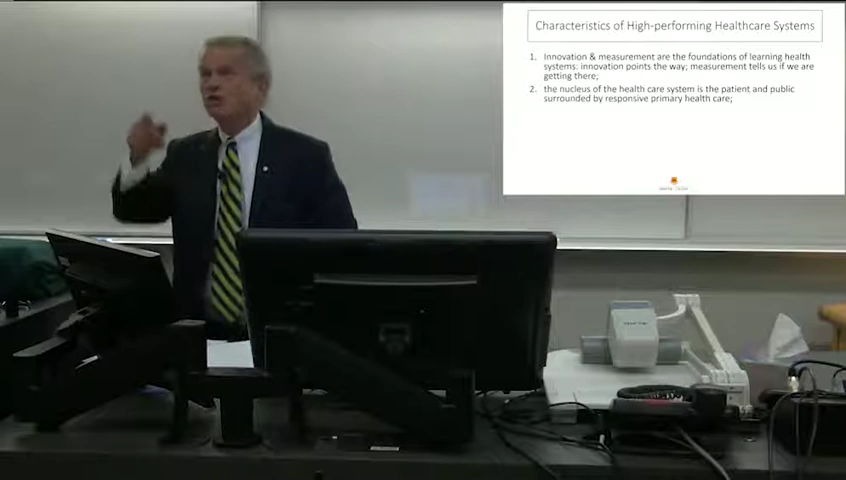 Characteristics of High-performing Healthcare Systems
1. Innovation & measurement are the foundations of learning health
systems: innovation points the way; measurement tells us if we are
getting there;
2. the nucleus of the health care system is the patient and public
surrounded by responsive primary health care;